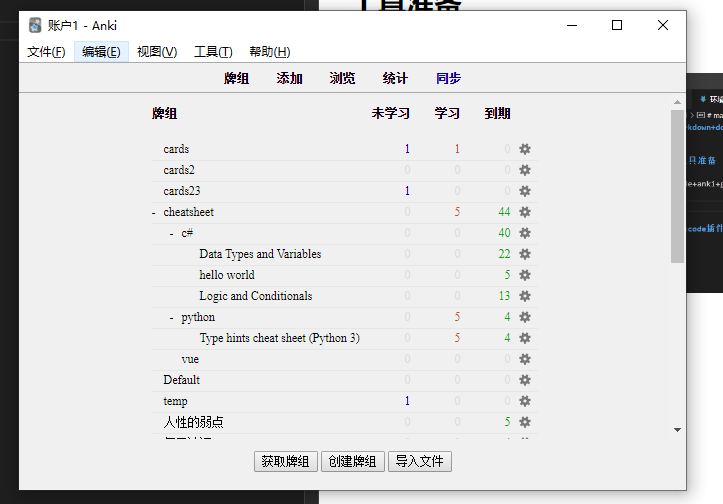 工具准备
账户1 - Anki
文件(F) 编辑(E) 视图(V) 工具(T) 帮助(H)
牌组 添加 浏览 统计 同步
牌组 未学习 学习 到期
cards 1 1 0
cards2 0 0 0
cards23 1 0 0
- cheatsheet 0 5 44
- c# 0 0 40
Data Types and Variables 0 0 22
hello world 0 0 5
Logic and Conditionals 0 0 13
- python 0 5 4
Type hints cheat sheet (Python 3) 0 5 4
vue 0 0 0
Default 0 0 0
temp 1 0 0
人性的弱点 0 0 5
获取牌组 创建牌组 导入文件
具准备
code插件